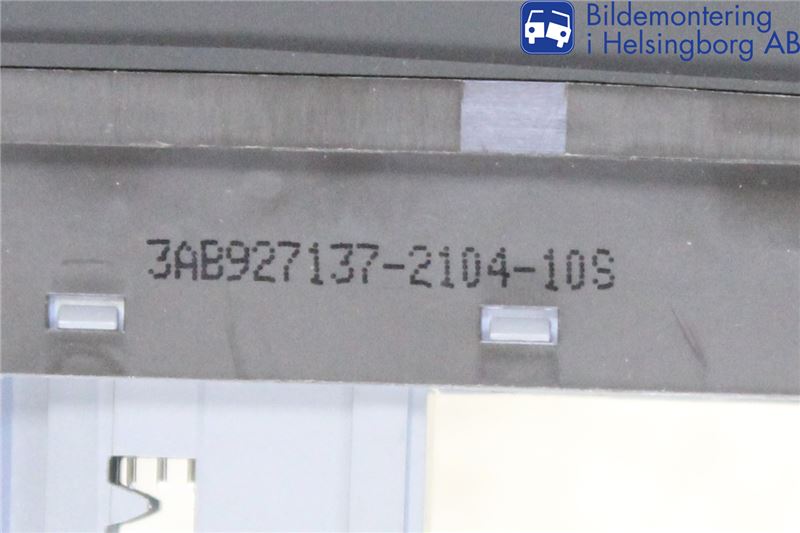 Bildemontering
i Helsingborg AB
3AB927137-2104-10S